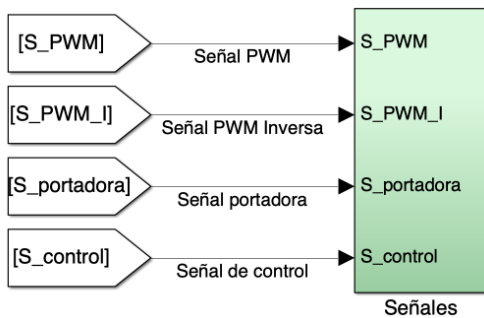 [S_PWM]
Señal PWM
S_PWM
[S_PWM_I]
Señal PWM Inversa
S_PWM_I
[S_portadora]
Señal portadora
S_portadora
[S_control]
Señal de control
S_control
Señales